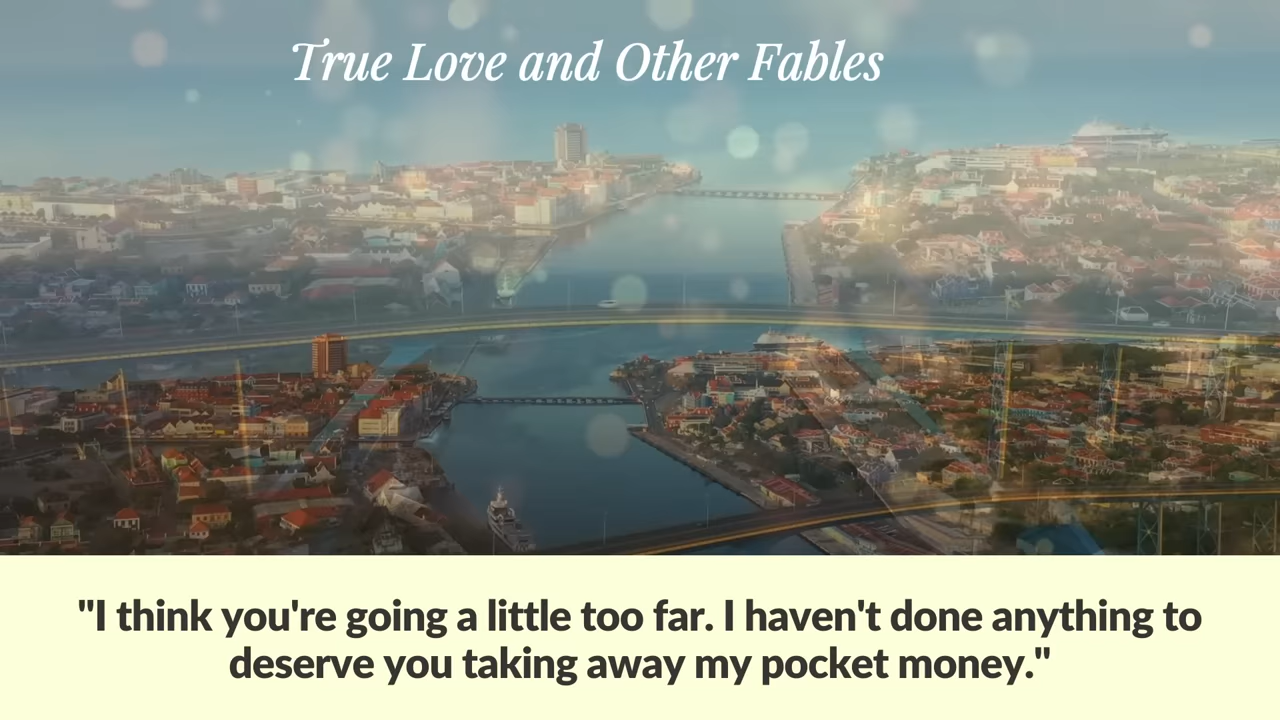 True Love and Other Fables
"I think you're going a little too far. I haven't done anything to
deserve you taking away my pocket money."